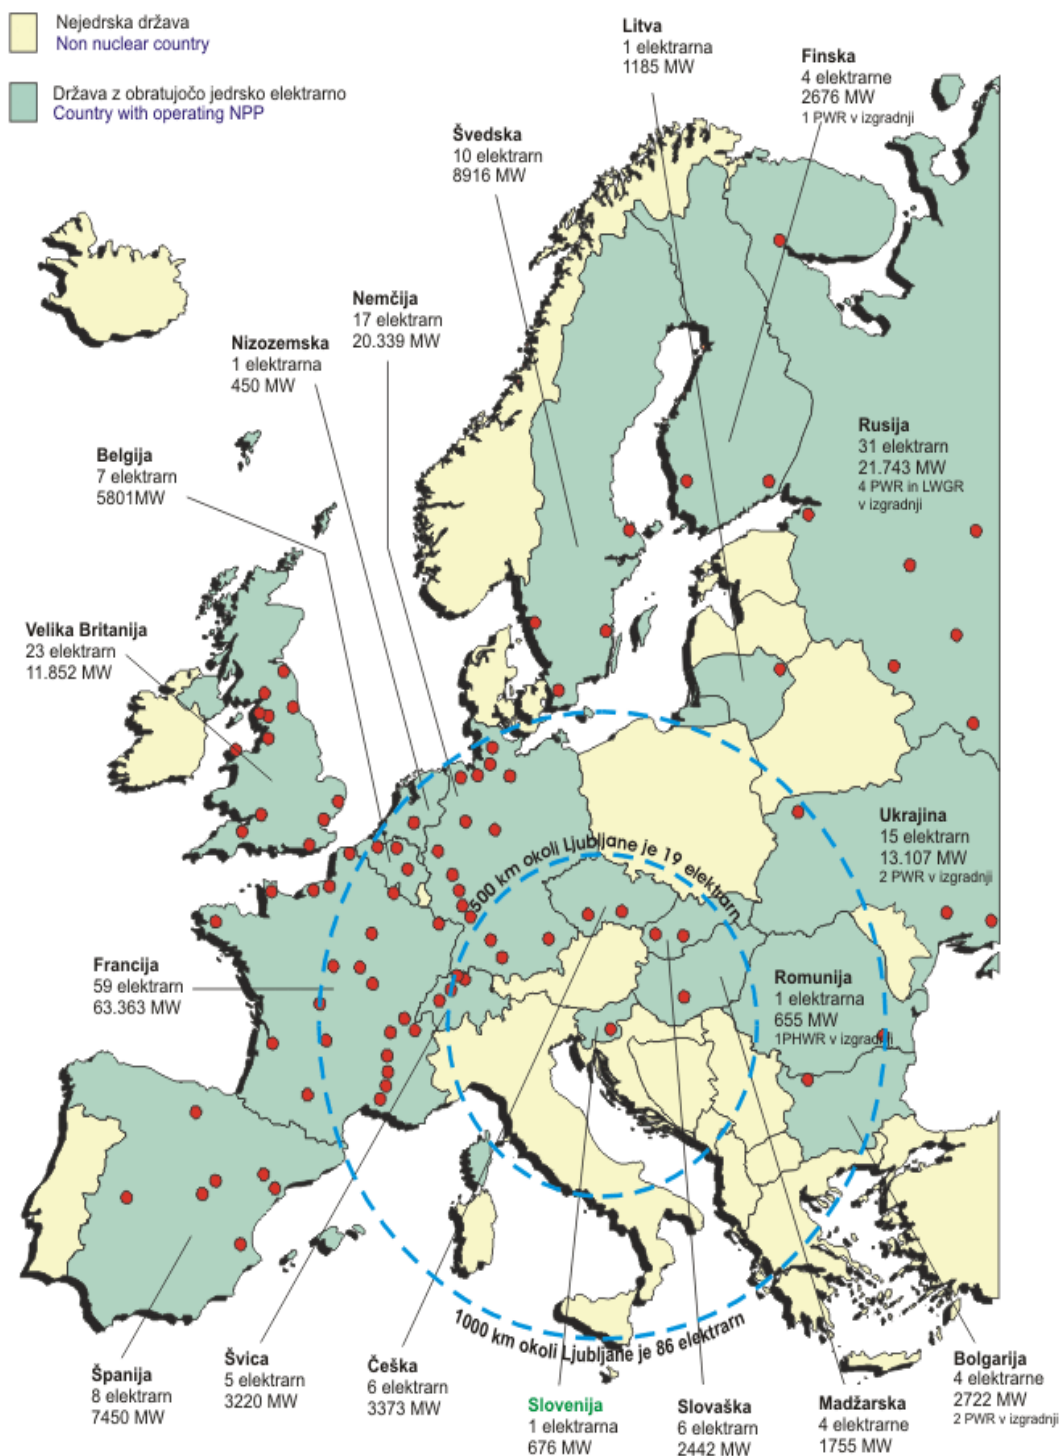 Nejedrska država
Non nuclear country
Država z obratujočo jedrsko elektrarno
Country with operating NPP
Litva
1 elektrarna
1185 MW
Finska
4 elektrarne
2676 MW
1 PWR v izgradnji
Švedska
10 elektrarn
8916 MW
Nemčija
17 elektrarn
20.339 MW
Nizozemska
1 elektrarna
450 MW
Belgija
7 elektrarn
5801MW
Rusija
31 elektrarn
21.743 MW
4 PWR in LWGR
v izgradnji
Velika Britanija
23 elektrarn
11.852 MW
Ukrajina
15 elektrarn
13.107 MW
2 PWR v izgradnji
500 km okoli Ljubljane je 19 elektrarn
Francija
59 elektrarn
63.363 MW
Romunija
1 elektrarna
655 MW
1PHWR v izgradnji
1000 km okoli Ljubljane je 86 elektrarn
Španija
8 elektrarn
7450 MW
Švica
5 elektrarn
3220 MW
Češka
6 elektrarn
3373 MW
Slovenija
1 elektrarna
676 MW
Slovaška
6 elektrarn
2442 MW
Madžarska
4 elektrarne
1755 MW
Bolgarija
4 elektrarne
2722 MW
2 PWR v izgradnji